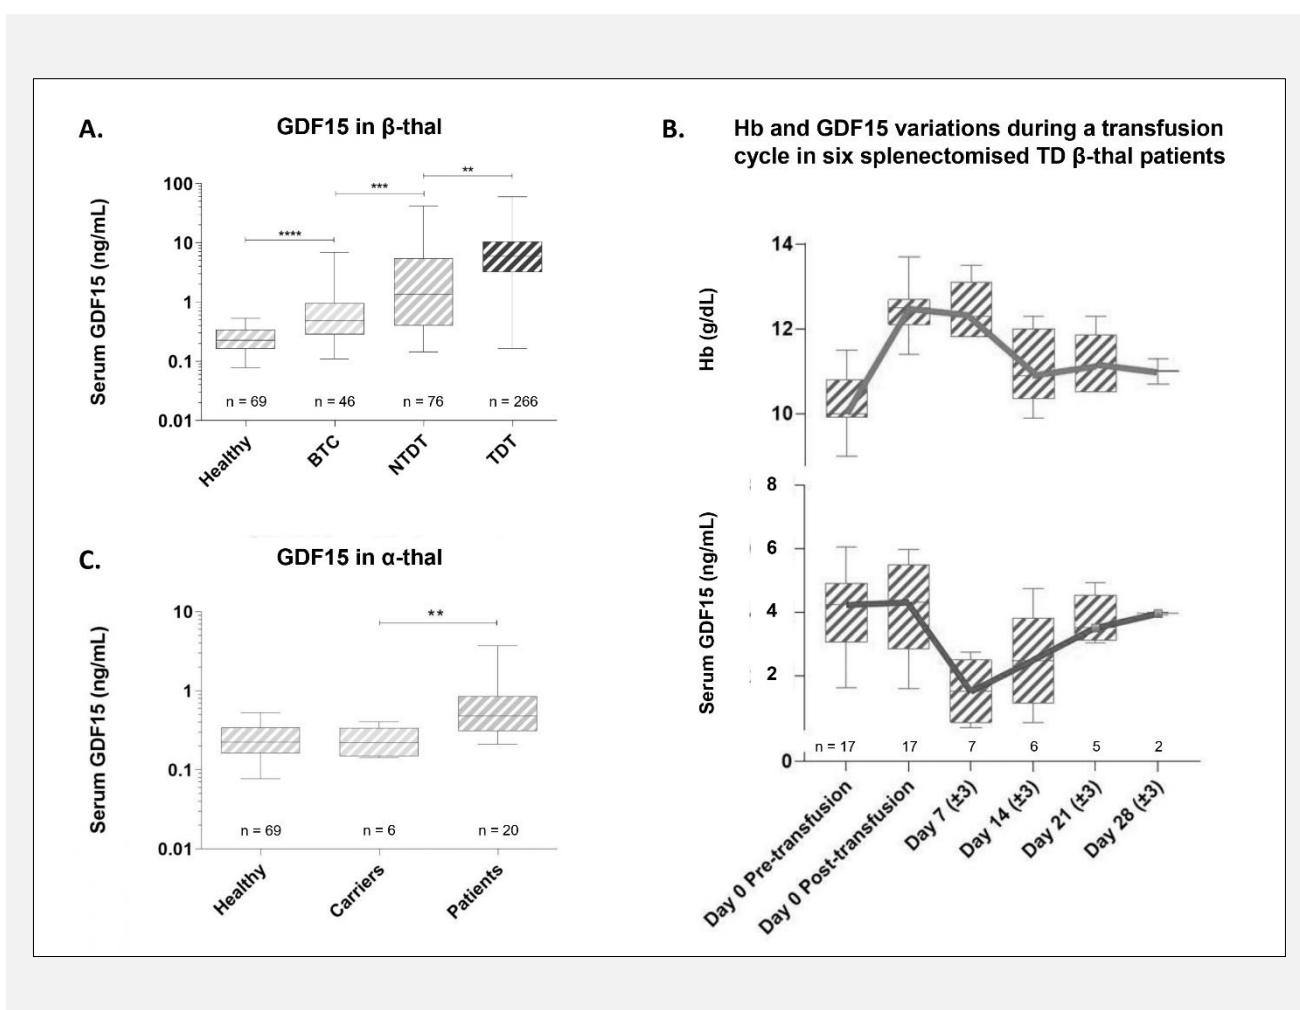 A.
GDF15 in β-thal
Serum GDF15 (ng/mL)
100
10
1
0.1
0.01
****
***
**
n = 69
n = 46
n = 76
n = 266
Healthy
BTC
NTDT
TDT
B.
Hb and GDF15 variations during a transfusion
cycle in six splenectomised TD β-thal patients
Hb (g/dL)
14
12
10
Serum GDF15 (ng/mL)
8
6
4
2
0
n = 17
17
7
6
5
2
Day 0 Pre-transfusion
Day 0 Post-transfusion
Day 7 (±3)
Day 14 (±3)
Day 21 (±3)
Day 28 (±3)
C.
GDF15 in α-thal
Serum GDF15 (ng/mL)
10
1
0.1
0.01
**
n = 69
n = 6
n = 20
Healthy
Carriers
Patients